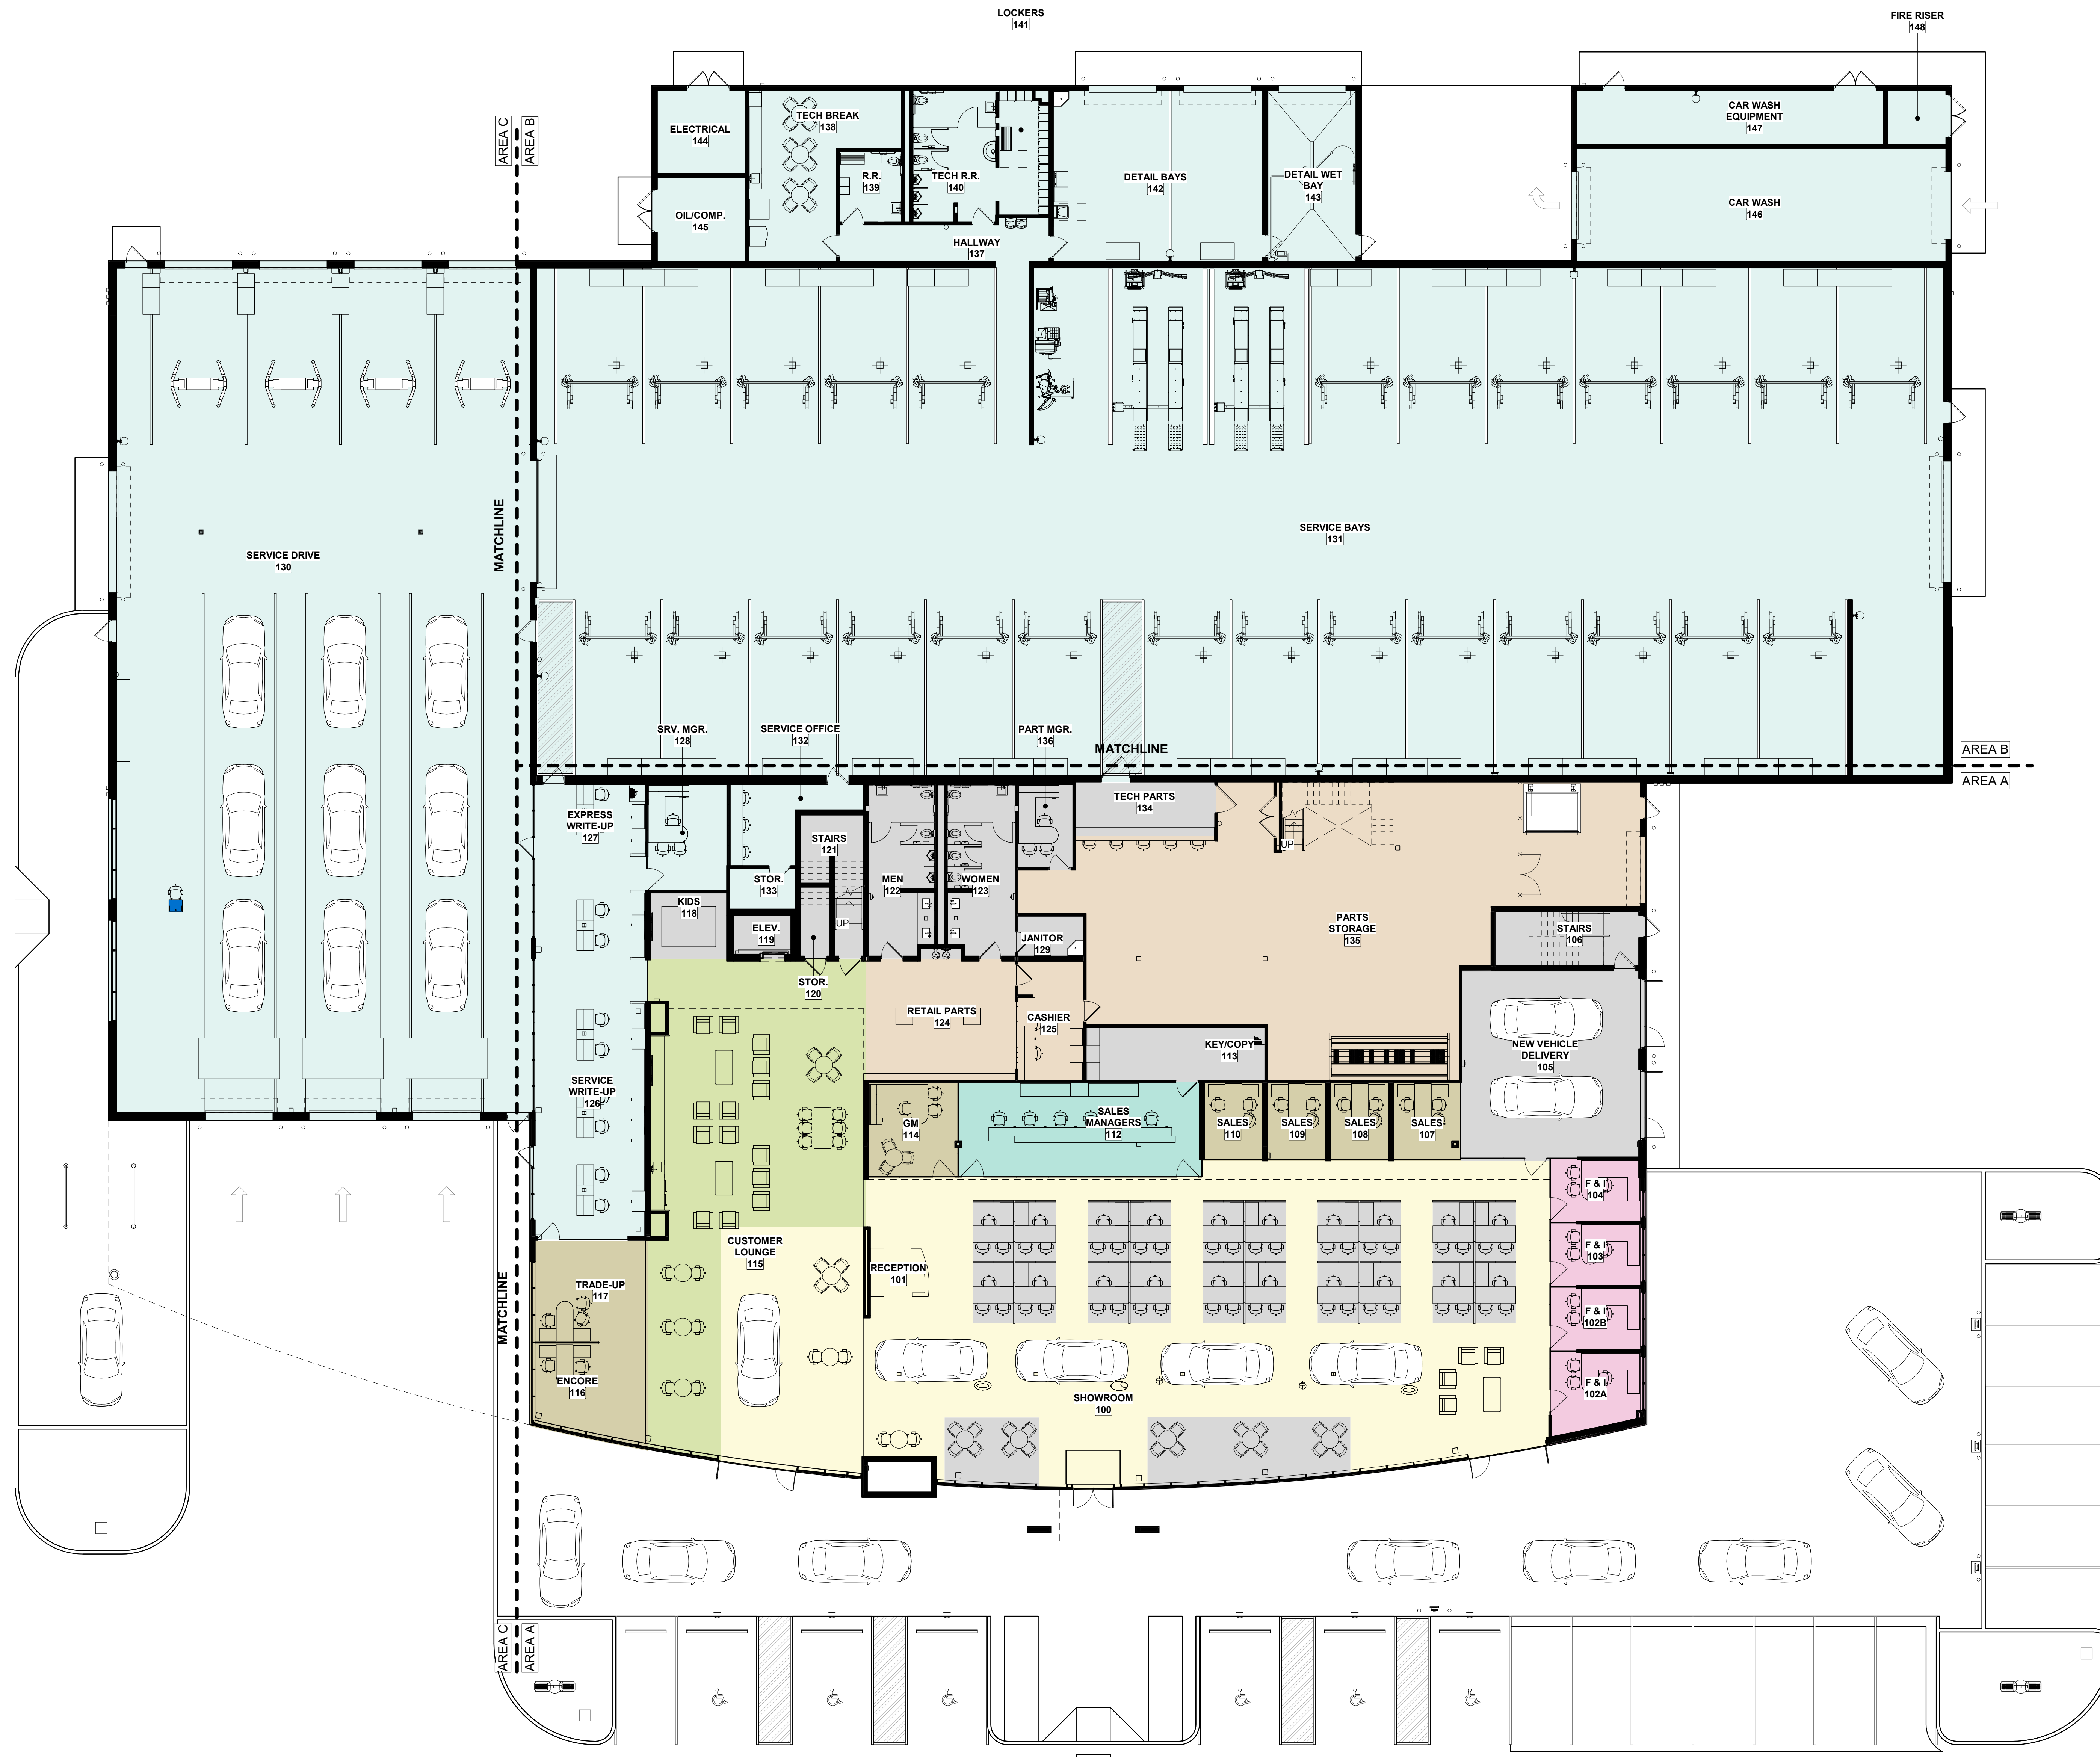 LOCKERS
141
FIRE RISER
148
AREA C
AREA B
ELECTRICAL
144
TECH BREAK
138
R.R.
139
TECH R.R.
140
DETAIL BAYS
142
DETAIL WET
BAY
143
CAR WASH
EQUIPMENT
147
CAR WASH
146
OIL/COMP.
145
HALLWAY
137
MATCHLINE
SERVICE DRIVE
130
SERVICE BAYS
131
SRV. MGR.
128
SERVICE OFFICE
132
PART MGR.
136
MATCHLINE
AREA B
AREA A
EXPRESS
WRITE-UP
127
STAIRS
121
STOR.
133
MEN
122
WOMEN
123
TECH PARTS
134
UP
KIDS
118
ELEV.
119
UP
JANITOR
129
PARTS
STORAGE
135
STAIRS
106
STOR.
120
RETAIL PARTS
124
CASHIER
125
KEY/COPY
113
NEW VEHICLE
DELIVERY
105
SERVICE
WRITE-UP
126
GM
114
SALES
MANAGERS
112
SALES
110
SALES
109
SALES
108
SALES
107
F & I
104
CUSTOMER
LOUNGE
115
RECEPTION
101
F & I
103
TRADE-UP
117
MATCHLINE
F & I
102B
ENCORE
116
F & I
102A
SHOWROOM
100
AREA C
AREA A